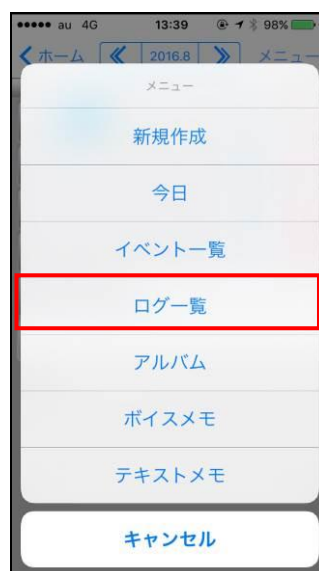 au 4G 13:39 98%
ホーム 2016.8 メニュー
メニュー
新規作成
今日
イベント一覧
ログ一覧
アルバム
ボイスメモ
テキストメモ
キャンセル